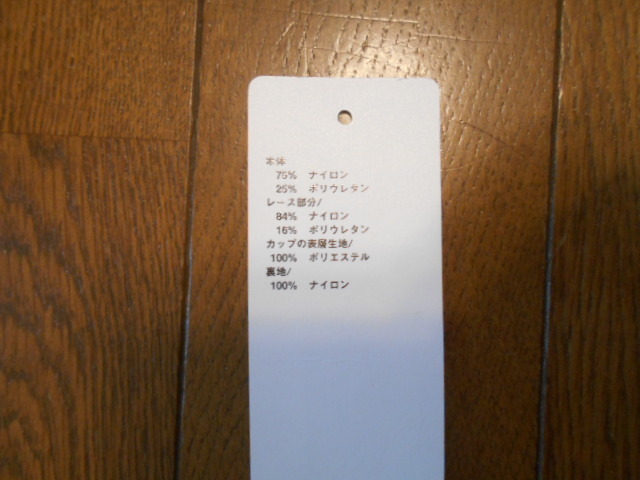 本体
75% ナイロン
25% ポリウレタン
レース部分/
84% ナイロン
16% ポリウレタン
カップの表層生地/
100% ポリエステル
裏地/
100% ナイロン